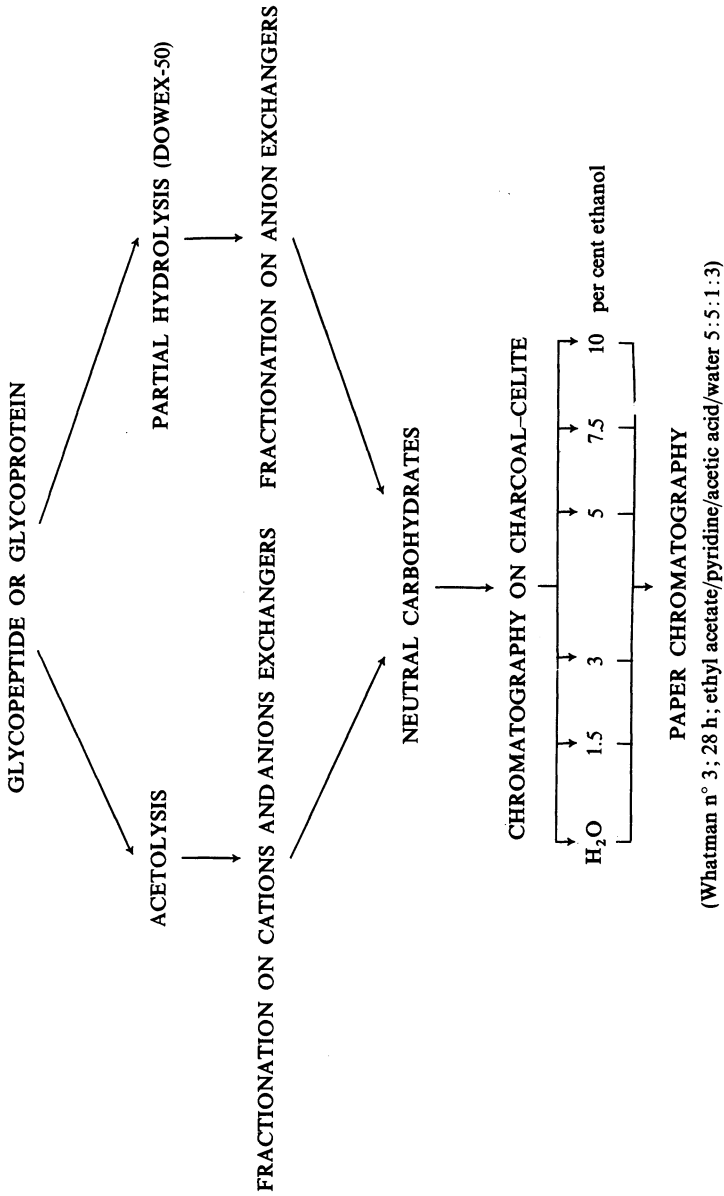 GLYCOPEPTIDE OR GLYCOPROTEIN
ACETOLYSIS
PARTIAL HYDROLYSIS (DOWEX-50)
FRACTIONATION ON CATIONS AND ANIONS EXCHANGERS
FRACTIONATION ON ANION EXCHANGERS
NEUTRAL CARBOHYDRATES
CHROMATOGRAPHY ON CHARCOAL–CELITE
H₂O 1.5 3 5 7.5 10 per cent ethanol
PAPER CHROMATOGRAPHY
(Whatman n° 3; 28 h; ethyl acetate/pyridine/acetic acid/water 5:5:1:3)